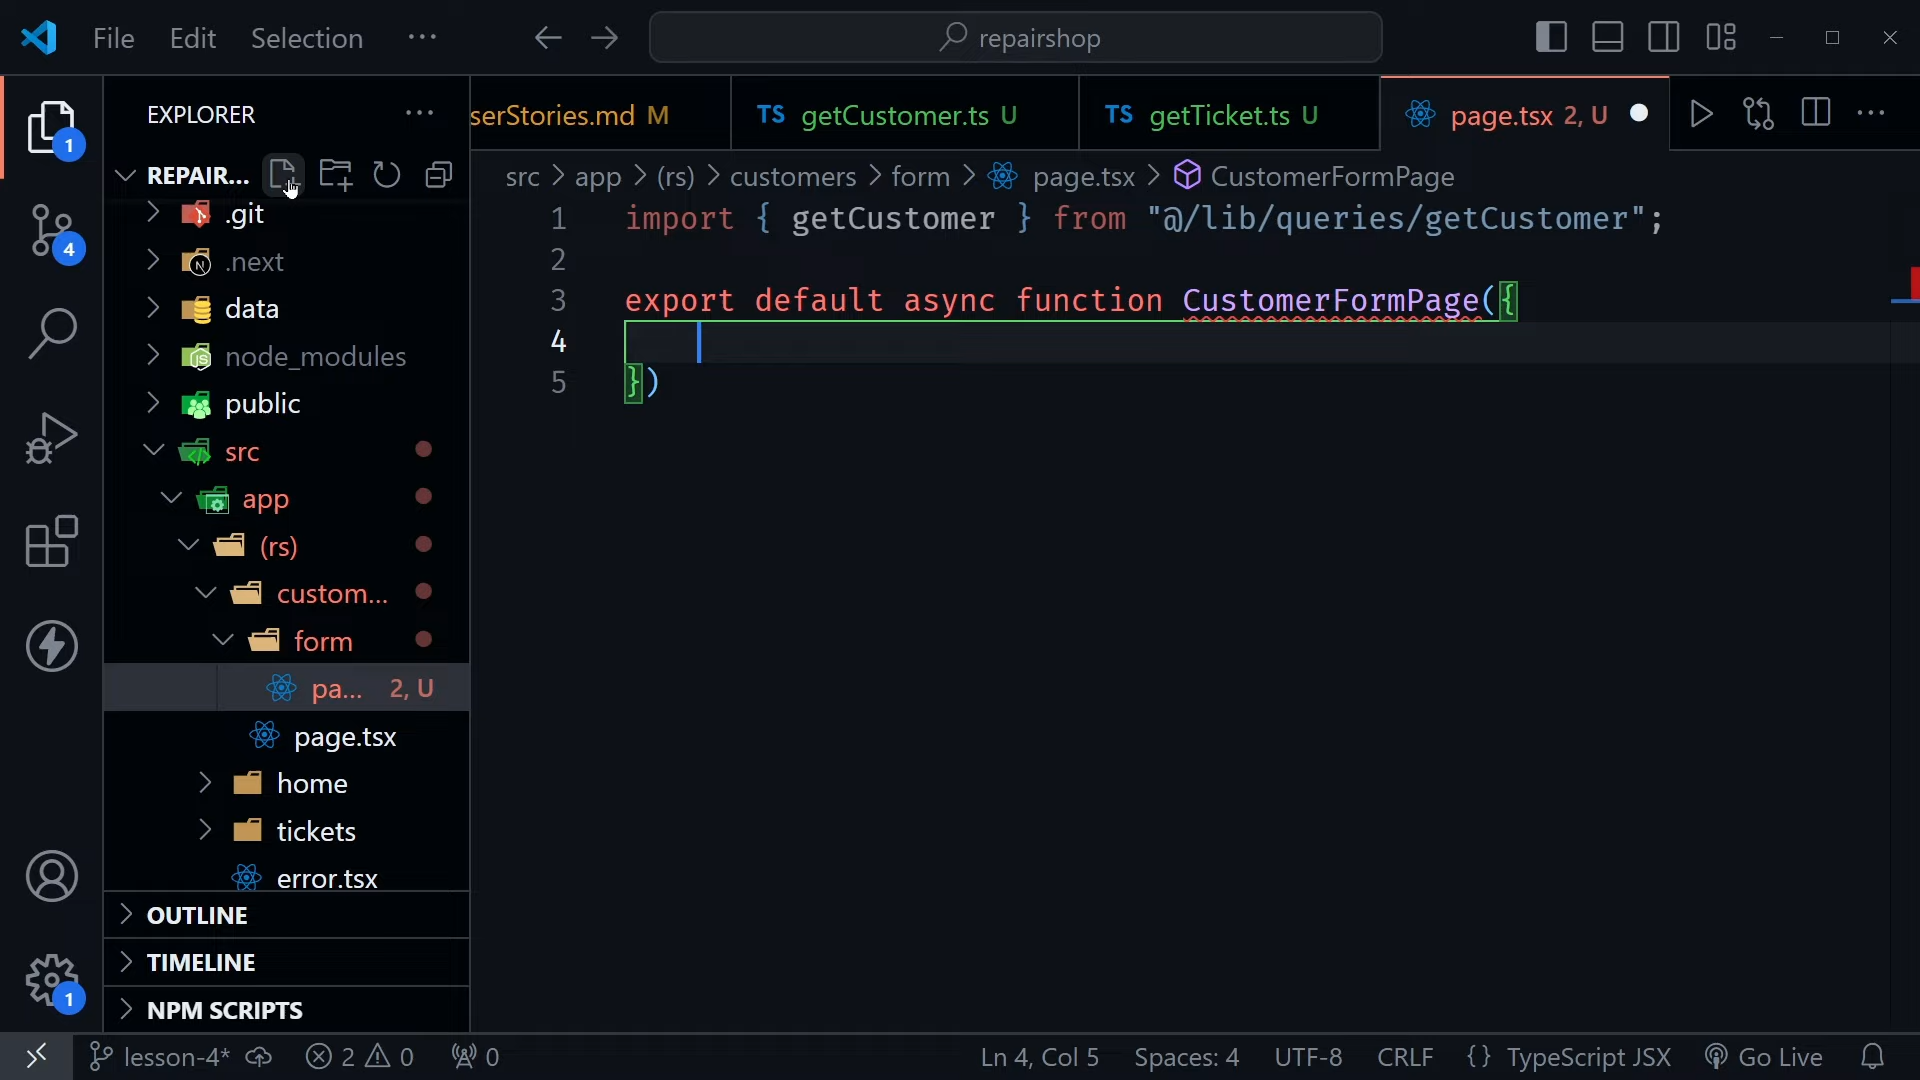 File Edit Selection ···
repairshop
EXPLORER ···
serStories.md M
TS getCustomer.ts U
TS getTicket.ts U
page.tsx 2, U
REPAIR...
src > app > (rs) > customers > form > page.tsx > CustomerFormPage
.git
.next
data
node_modules
public
src
app
(rs)
custom...
form
pa... 2, U
page.tsx
home
tickets
error.tsx
OUTLINE
TIMELINE
NPM SCRIPTS
1 import { getCustomer } from "@/lib/queries/getCustomer";
2
3 export default async function CustomerFormPage({
4
5 })
1
4
1
lesson-4* 2 0 0 Ln 4, Col 5 Spaces: 4 UTF-8 CRLF {} TypeScript JSX Go Live